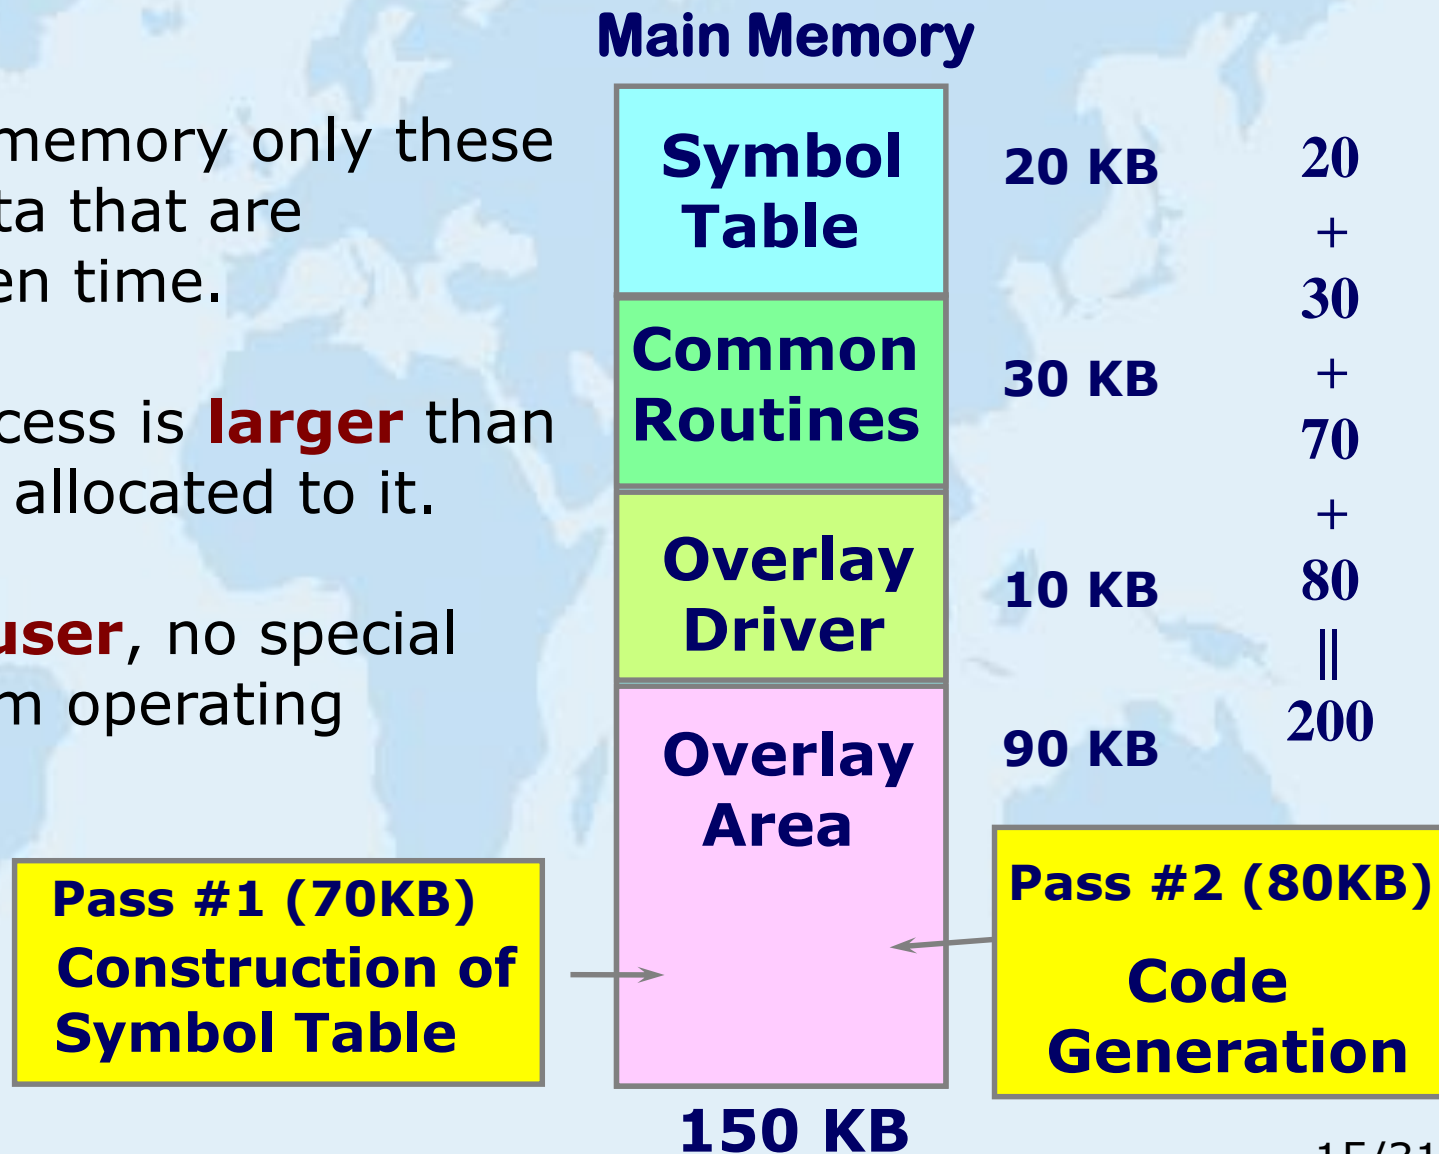 Main Memory
memory only these
ta that are
en time.
cess is larger than
allocated to it.
user, no special
m operating
Symbol
Table
Common
Routines
Overlay
Driver
Overlay
Area
20 KB
30 KB
10 KB
90 KB
20
+
30
+
70
+
80
||
200
Pass #1 (70KB)
Construction of
Symbol Table
Pass #2 (80KB)
Code
Generation
150 KB
15/31